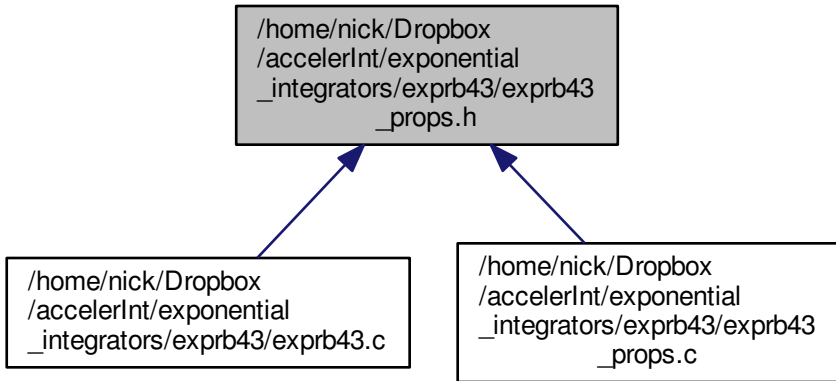 /home/nick/Dropbox
/accelerInt/exponential
_integrators/exprb43/exprb43
_props.h
/home/nick/Dropbox
/accelerInt/exponential
_integrators/exprb43/exprb43.c
/home/nick/Dropbox
/accelerInt/exponential
_integrators/exprb43/exprb43
_props.c